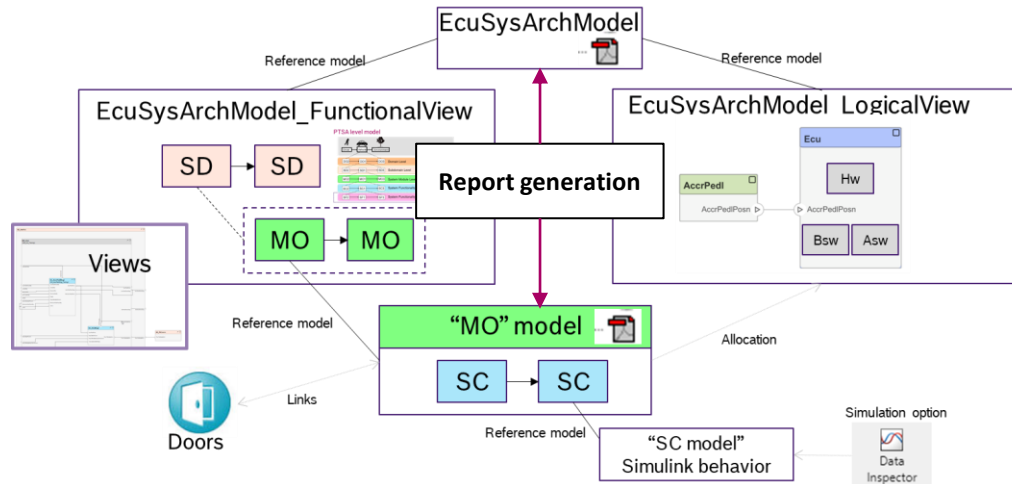 EcuSysArchModel
Reference model
Reference model
EcuSysArchModel_FunctionalView
EcuSysArchModel LogicalView
PTSA level model
SD
SD
MO
MO
Views
Report generation
Ecu
Hw
AccrPedl
AccrPedlPosn
AccrPedlPosn
Bsw
Asw
Reference model
"MO" model
Allocation
SC
SC
Links
Doors
Reference model
"SC model"
Simulink behavior
Simulation option
Data
Inspector